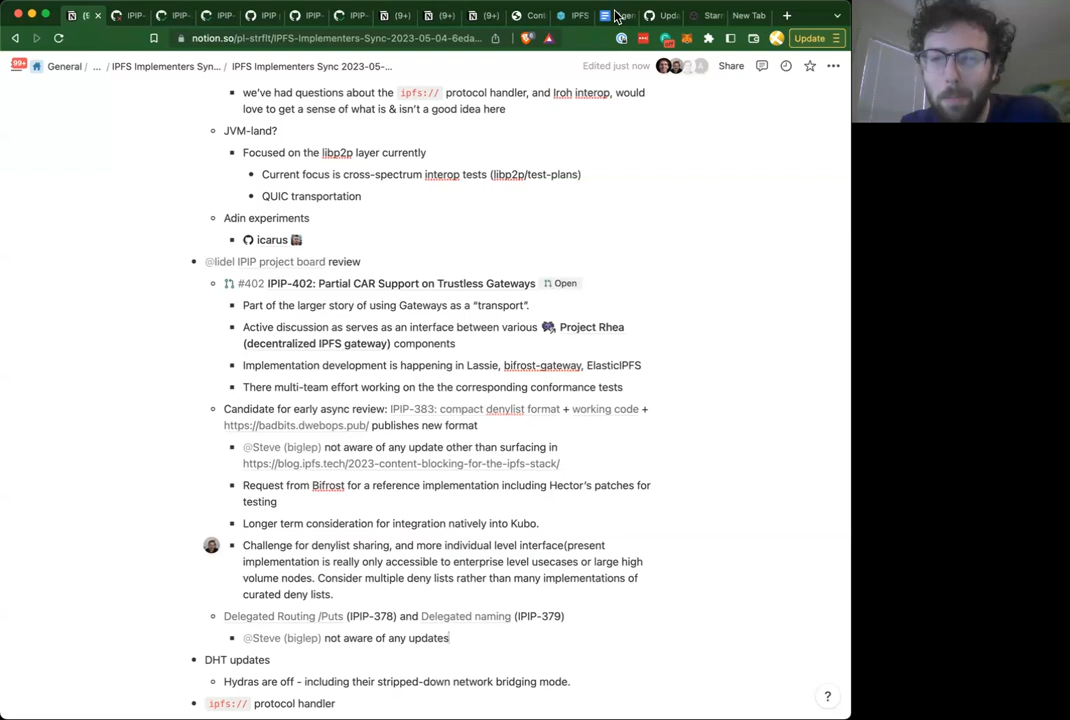 IPIP-
IPIP-
IPIP-
IPIP
IPIP-
IPIP-
(9+)
(9+)
(9+)
Cont
IPFS
Upda
New Tab
notion.so/pl-strflt/IPFS-Implementers-Sync-2023-05-04-6eda...
Update
99+
General / ... / IPFS Implementers Syn... / IPFS Implementers Sync 2023-05-...
Edited just now
Share
we've had questions about the ipfs:// protocol handler, and Iroh interop, would
love to get a sense of what is & isn't a good idea here
JVM-land?
Focused on the libp2p layer currently
Current focus is cross-spectrum interop tests (libp2p/test-plans)
QUIC transportation
Adin experiments
icarus
@lidel IPIP project board review
#402 IPIP-402: Partial CAR Support on Trustless Gateways Open
Part of the larger story of using Gateways as a “transport”.
Active discussion as serves as an interface between various Project Rhea
(decentralized IPFS gateway) components
Implementation development is happening in Lassie, bifrost-gateway, ElasticIPFS
There multi-team effort working on the the corresponding conformance tests
Candidate for early async review: IPIP-383: compact denylist format + working code +
https://badbits.dwebops.pub/ publishes new format
@Steve (biglep) not aware of any update other than surfacing in
https://blog.ipfs.tech/2023-content-blocking-for-the-ipfs-stack/
Request from Bifrost for a reference implementation including Hector's patches for
testing
Longer term consideration for integration natively into Kubo.
Challenge for denylist sharing, and more individual level interface(present
implementation is really only accessible to enterprise level usecases or large high
volume nodes. Consider multiple deny lists rather than many implementations of
curated deny lists.
Delegated Routing /Puts (IPIP-378) and Delegated naming (IPIP-379)
@Steve (biglep) not aware of any updates
DHT updates
Hydras are off - including their stripped-down network bridging mode.
ipfs:// protocol handler
?